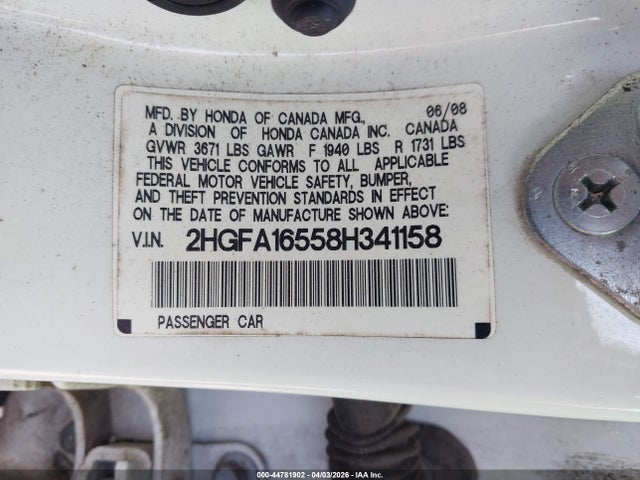 MFD. BY HONDA OF CANADA MFG., 06/08
A DIVISION OF HONDA CANADA INC. CANADA
GVWR 3671 LBS GAWR F 1940 LBS R 1731 LBS
THIS VEHICLE CONFORMS TO ALL APPLICABLE
FEDERAL MOTOR VEHICLE SAFETY, BUMPER,
AND THEFT PREVENTION STANDARDS IN EFFECT
ON THE DATE OF MANUFACTURE SHOWN ABOVE:
V.I.N. 2HGFA16558H341158
PASSENGER CAR
000-44781902 - 04/03/2026 - IAA Inc.